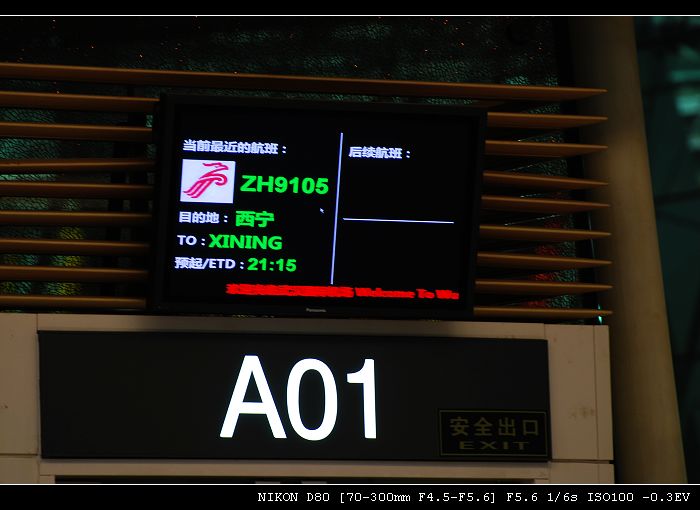 当前最近的航班：
ZH9105
目的地：西宁
TO：XINING
预起/ETD：21:15
后续航班：
Welcome To Wu
Panasonic
A01
安全出口
EXIT
NIKON D80 [70-300mm F4.5-F5.6] F5.6 1/6s ISO100 -0.3EV